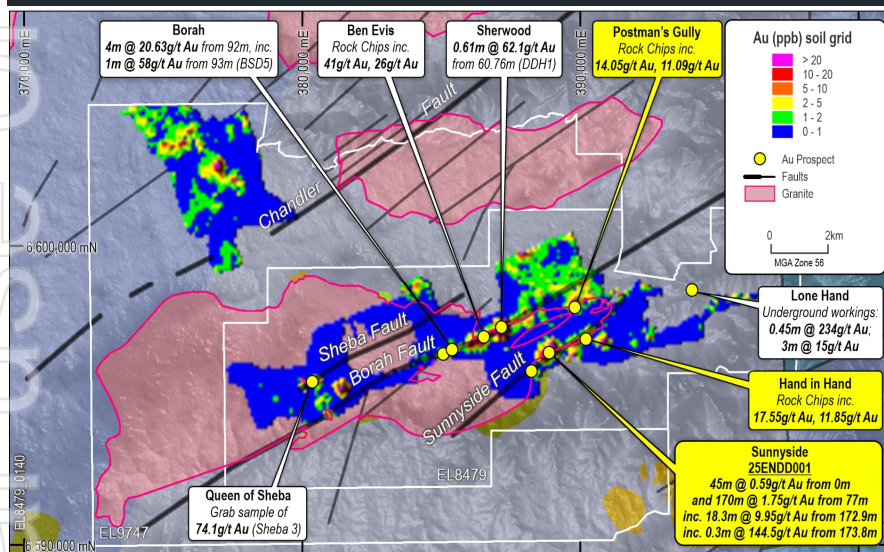 370,000 mE
380,000 mE
390,000 mE
6,600,000 mN
6,590,000 mN
Borah
4m @ 20.63g/t Au from 92m, inc.
1m @ 58g/t Au from 93m (BSD5)
Ben Evis
Rock Chips inc.
41g/t Au, 26g/t Au
Sherwood
0.61m @ 62.1g/t Au
from 60.76m (DDH1)
Postman's Gully
Rock Chips inc.
14.05g/t Au, 11.09g/t Au
Au (ppb) soil grid
> 20
10 - 20
5 - 10
2 - 5
1 - 2
0 - 1
Au Prospect
Faults
Granite
0 2km
MGA Zone 56
Chandler Fault
Sheba Fault
Borah Fault
Sunnyside Fault
Lone Hand
Underground workings:
0.45m @ 234g/t Au;
3m @ 15g/t Au
Hand in Hand
Rock Chips inc.
17.55g/t Au, 11.85g/t Au
Sunnyside
25ENDD001
45m @ 0.59g/t Au from 0m
and 170m @ 1.75g/t Au from 77m
inc. 18.3m @ 9.95g/t Au from 172.9m
inc. 0.3m @ 144.5g/t Au from 173.8m
Queen of Sheba
Grab sample of
74.1g/t Au (Sheba 3)
EL8479
EL9747
EL8479_0140